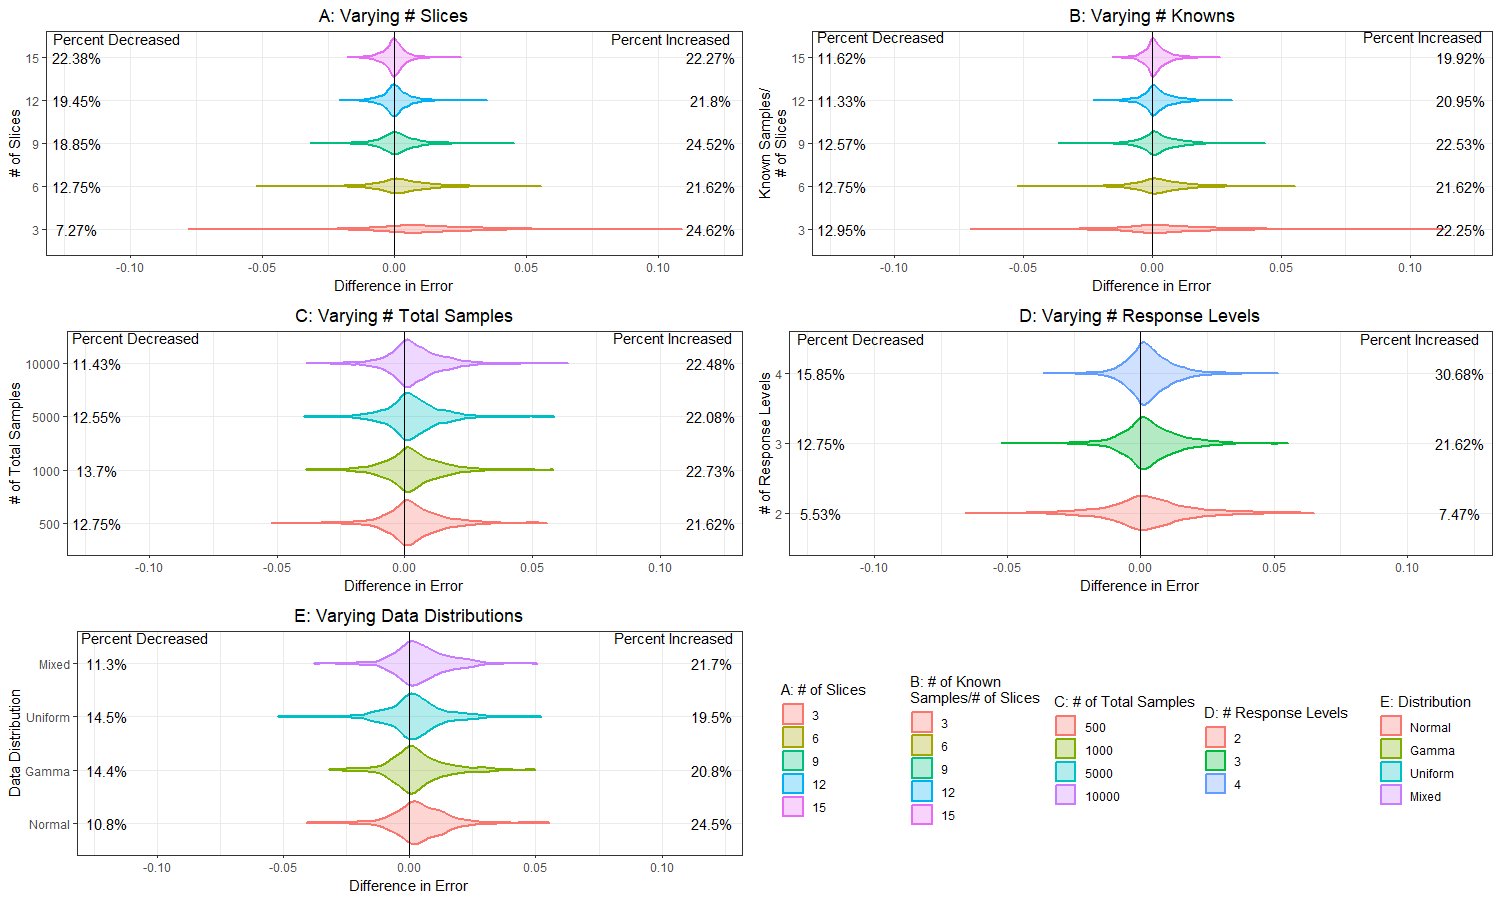 A: Varying # Slices
Percent Decreased
Percent Increased
# of Slices
15
22.38%
22.27%
12
19.45%
21.8%
9
18.85%
24.52%
6
12.75%
21.62%
3
7.27%
24.62%
-0.10
-0.05
0.00
0.05
0.10
Difference in Error
B: Varying # Knowns
Percent Decreased
Percent Increased
Known Samples/
# of Slices
15
11.62%
19.92%
12
11.33%
20.95%
9
12.57%
22.53%
6
12.75%
21.62%
3
12.95%
22.25%
-0.10
-0.05
0.00
0.05
0.10
Difference in Error
C: Varying # Total Samples
Percent Decreased
Percent Increased
# of Total Samples
10000
11.43%
22.48%
5000
12.55%
22.08%
1000
13.7%
22.73%
500
12.75%
21.62%
-0.10
-0.05
0.00
0.05
0.10
Difference in Error
D: Varying # Response Levels
Percent Decreased
Percent Increased
# of Response Levels
4
15.85%
30.68%
3
12.75%
21.62%
2
5.53%
7.47%
-0.10
-0.05
0.00
0.05
0.10
Difference in Error
E: Varying Data Distributions
Percent Decreased
Percent Increased
Data Distribution
Mixed
11.3%
21.7%
Uniform
14.5%
19.5%
Gamma
14.4%
20.8%
Normal
10.8%
24.5%
-0.10
-0.05
0.00
0.05
0.10
Difference in Error
A: # of Slices
3
6
9
12
15
B: # of Known
Samples/# of Slices
3
6
9
12
15
C: # of Total Samples
500
1000
5000
10000
D: # Response Levels
2
3
4
E: Distribution
Normal
Gamma
Uniform
Mixed